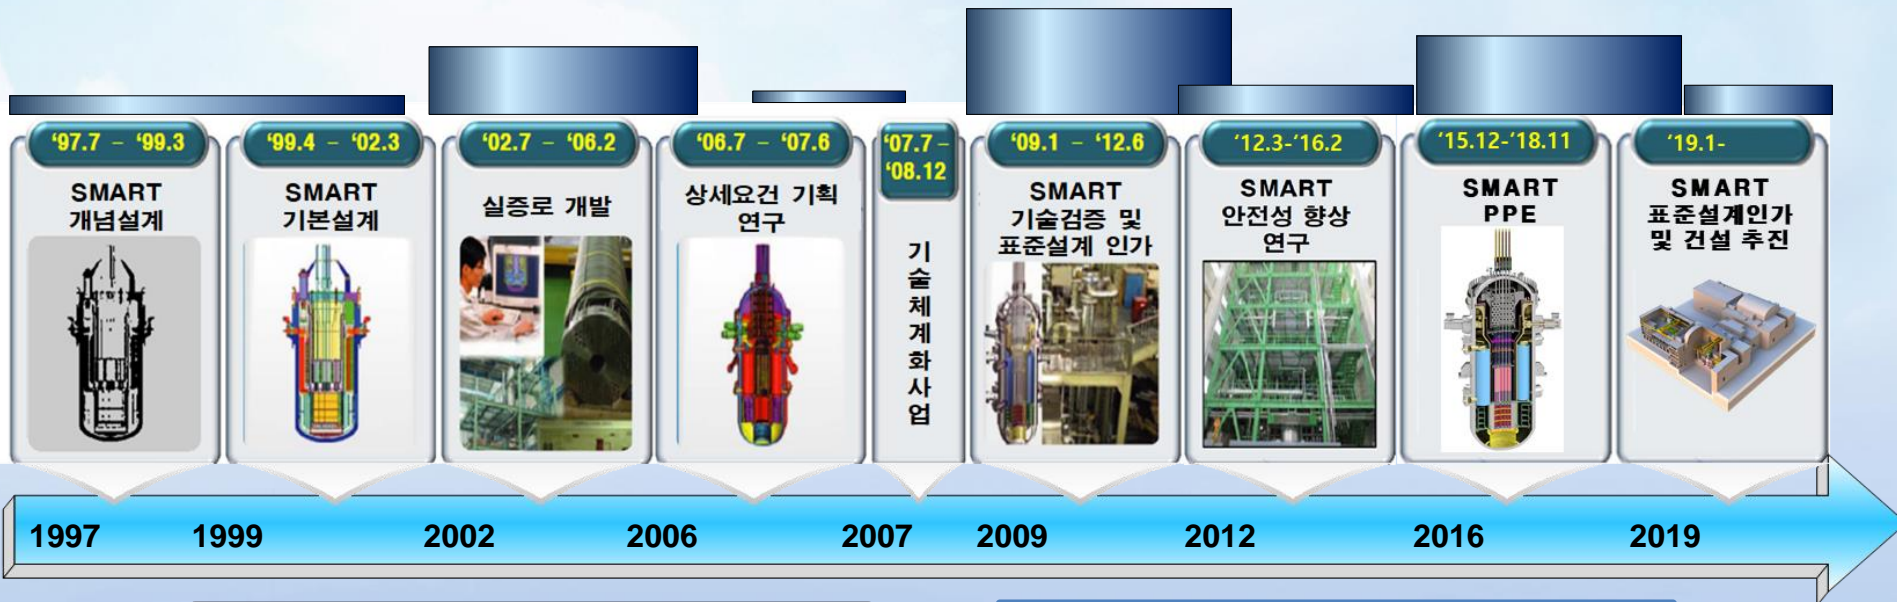 ‘97.7 – ‘99.3
SMART
개념설계
‘99.4 – ‘02.3
SMART
기본설계
‘02.7 – ‘06.2
실증로 개발
‘06.7 – ‘07.6
상세요건 기획
연구
‘07.7 –
‘08.12
기
술
체
계
화
사
업
‘09.1 – ‘12.6
SMART
기술검증 및
표준설계 인가
‘12.3-‘16.2
SMART
안전성 향상
연구
‘15.12-‘18.11
SMART
PPE
‘19.1-
SMART
표준설계인가
및 건설 추진
1997 1999 2002 2006 2007 2009 2012 2016 2019